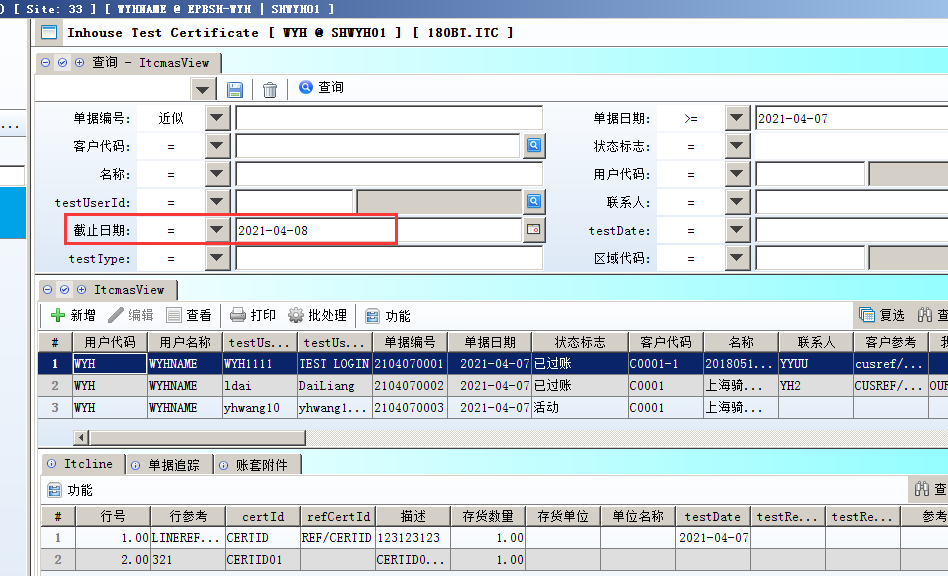 ) [ Site: 33 ] [ WYHNAME @ EPBSH-WYH | SHWYH01 ]
Inhouse Test Certificate [ WYH @ SHWYH01 ] [ 180BT.ITC ]
查询 - ItcmasView
查询
...
单据编号: 近似 单据日期: >= 2021-04-07
客户代码: = 状态标志: =
名称: = 用户代码: =
testUserId: = 联系人: =
截止日期: = 2021-04-08 testDate: =
testType: = 区域代码: =
ItcmasView
新增 编辑 查看 打印 批处理 功能 复选 查
# 用户代码 用户名称 testUs... testUs... 单据编号 单据日期 状态标志 客户代码 名称 联系人 客户参考
1 WYH WYHNAME WYH1111 TEST LOGIN 2104070001 2021-04-07 已过账 C0001-1 2018051... YYUU cusref/...
2 WYH WYHNAME ldai DaiLiang 2104070002 2021-04-07 已过账 C0001 上海骑... YH2 CUSREF/... OUR
3 WYH WYHNAME yhwang10 yhwang1... 2104070003 2021-04-07 活动 C0001 上海骑...
Itcline 单据追踪 账套附件
功能 查
# 行号 行参考 certId refCertId 描述 存货数量 存货单位 单位名称 testDate testRe... testRe... 参考
1 1.00 LINEREF... CERTID REF/CERTID 123123123 1.00 2021-04-07
2 2.00 321 CERTID01 CERTIDO... 1.00